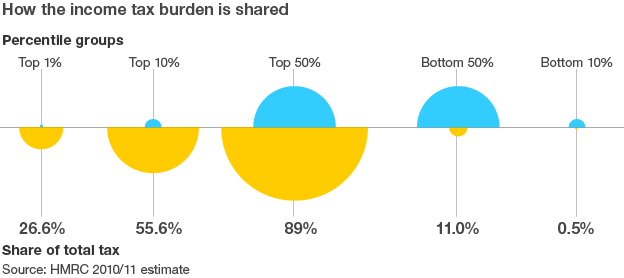 How the income tax burden is shared
Percentile groups
Top 1% Top 10% Top 50% Bottom 50% Bottom 10%
26.6% 55.6% 89% 11.0% 0.5%
Share of total tax
Source: HMRC 2010/11 estimate